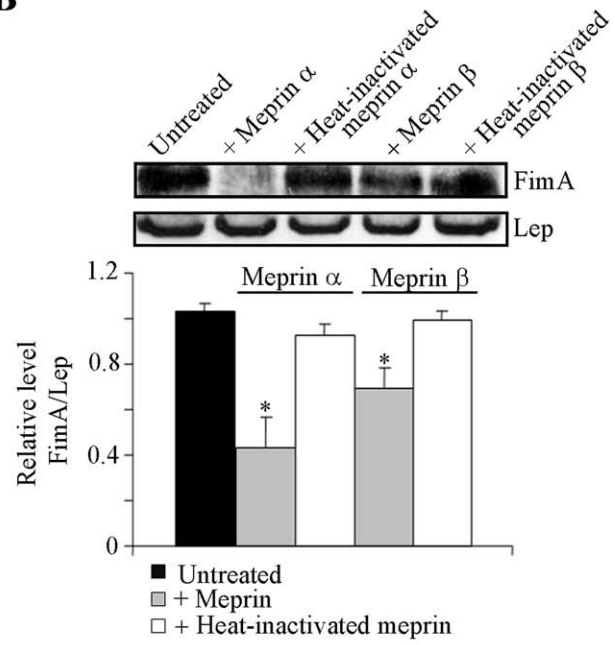 B
Untreated
+ Meprin α
+ Heat-inactivated
meprin α
+ Meprin β
+ Heat-inactivated
meprin β
FimA
Lep
Meprin α
Meprin β
1.2
0.8
0.4
0
Relative level
FimA/Lep
*
*
Untreated
+ Meprin
+ Heat-inactivated meprin